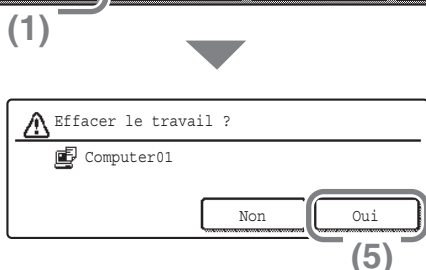 (1)
Effacer le travail ?
Computer01
Non Oui
(5)